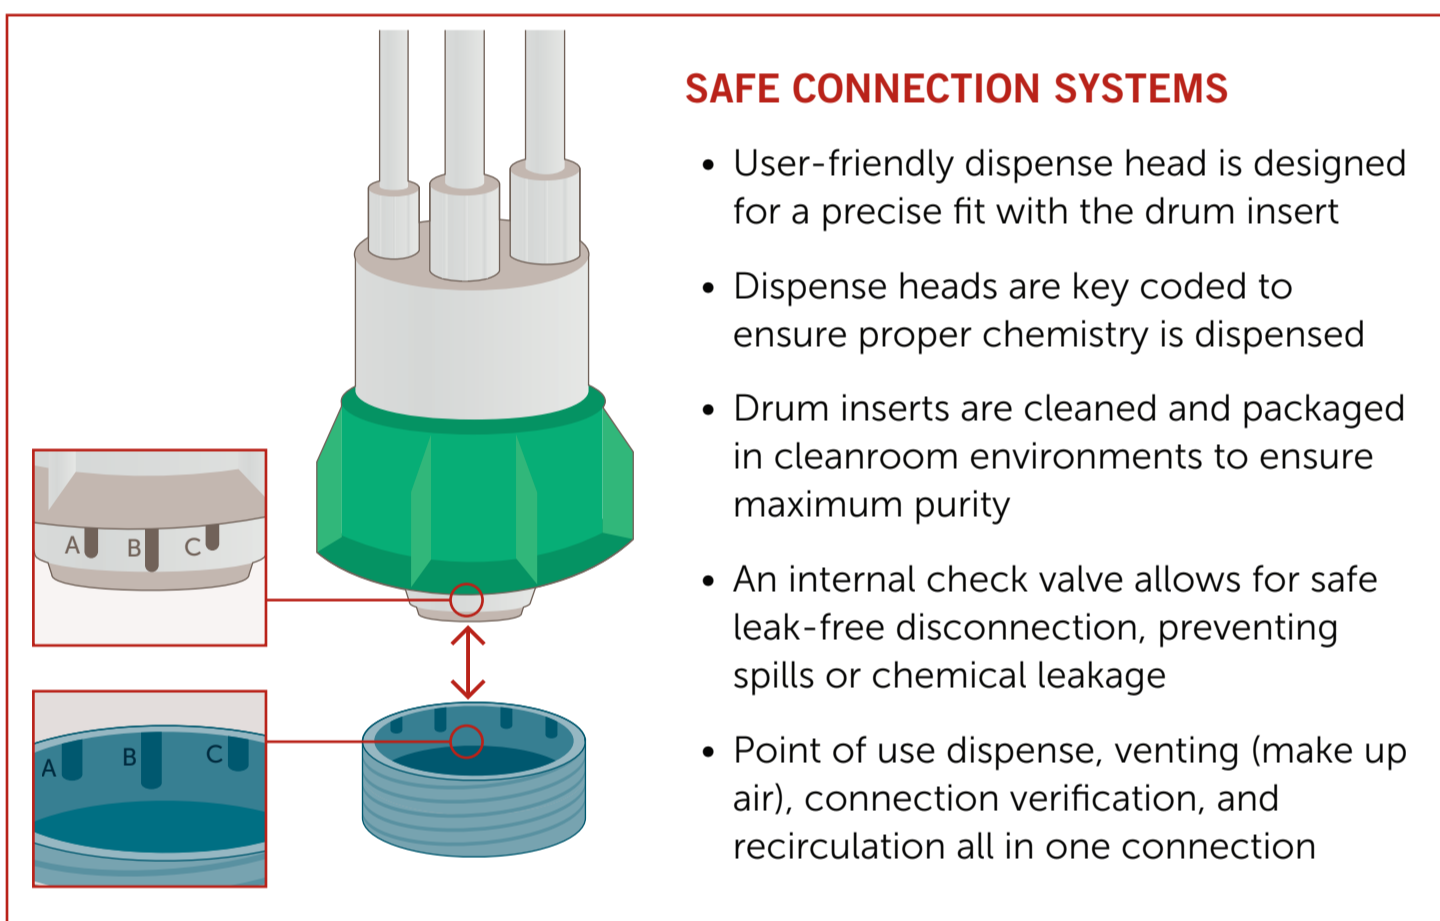 SAFE CONNECTION SYSTEMS
• User-friendly dispense head is designed
for a precise fit with the drum insert
• Dispense heads are key coded to
ensure proper chemistry is dispensed
• Drum inserts are cleaned and packaged
in cleanroom environments to ensure
maximum purity
• An internal check valve allows for safe
leak-free disconnection, preventing
spills or chemical leakage
• Point of use dispense, venting (make up
air), connection verification, and
recirculation all in one connection
A B C
A B C